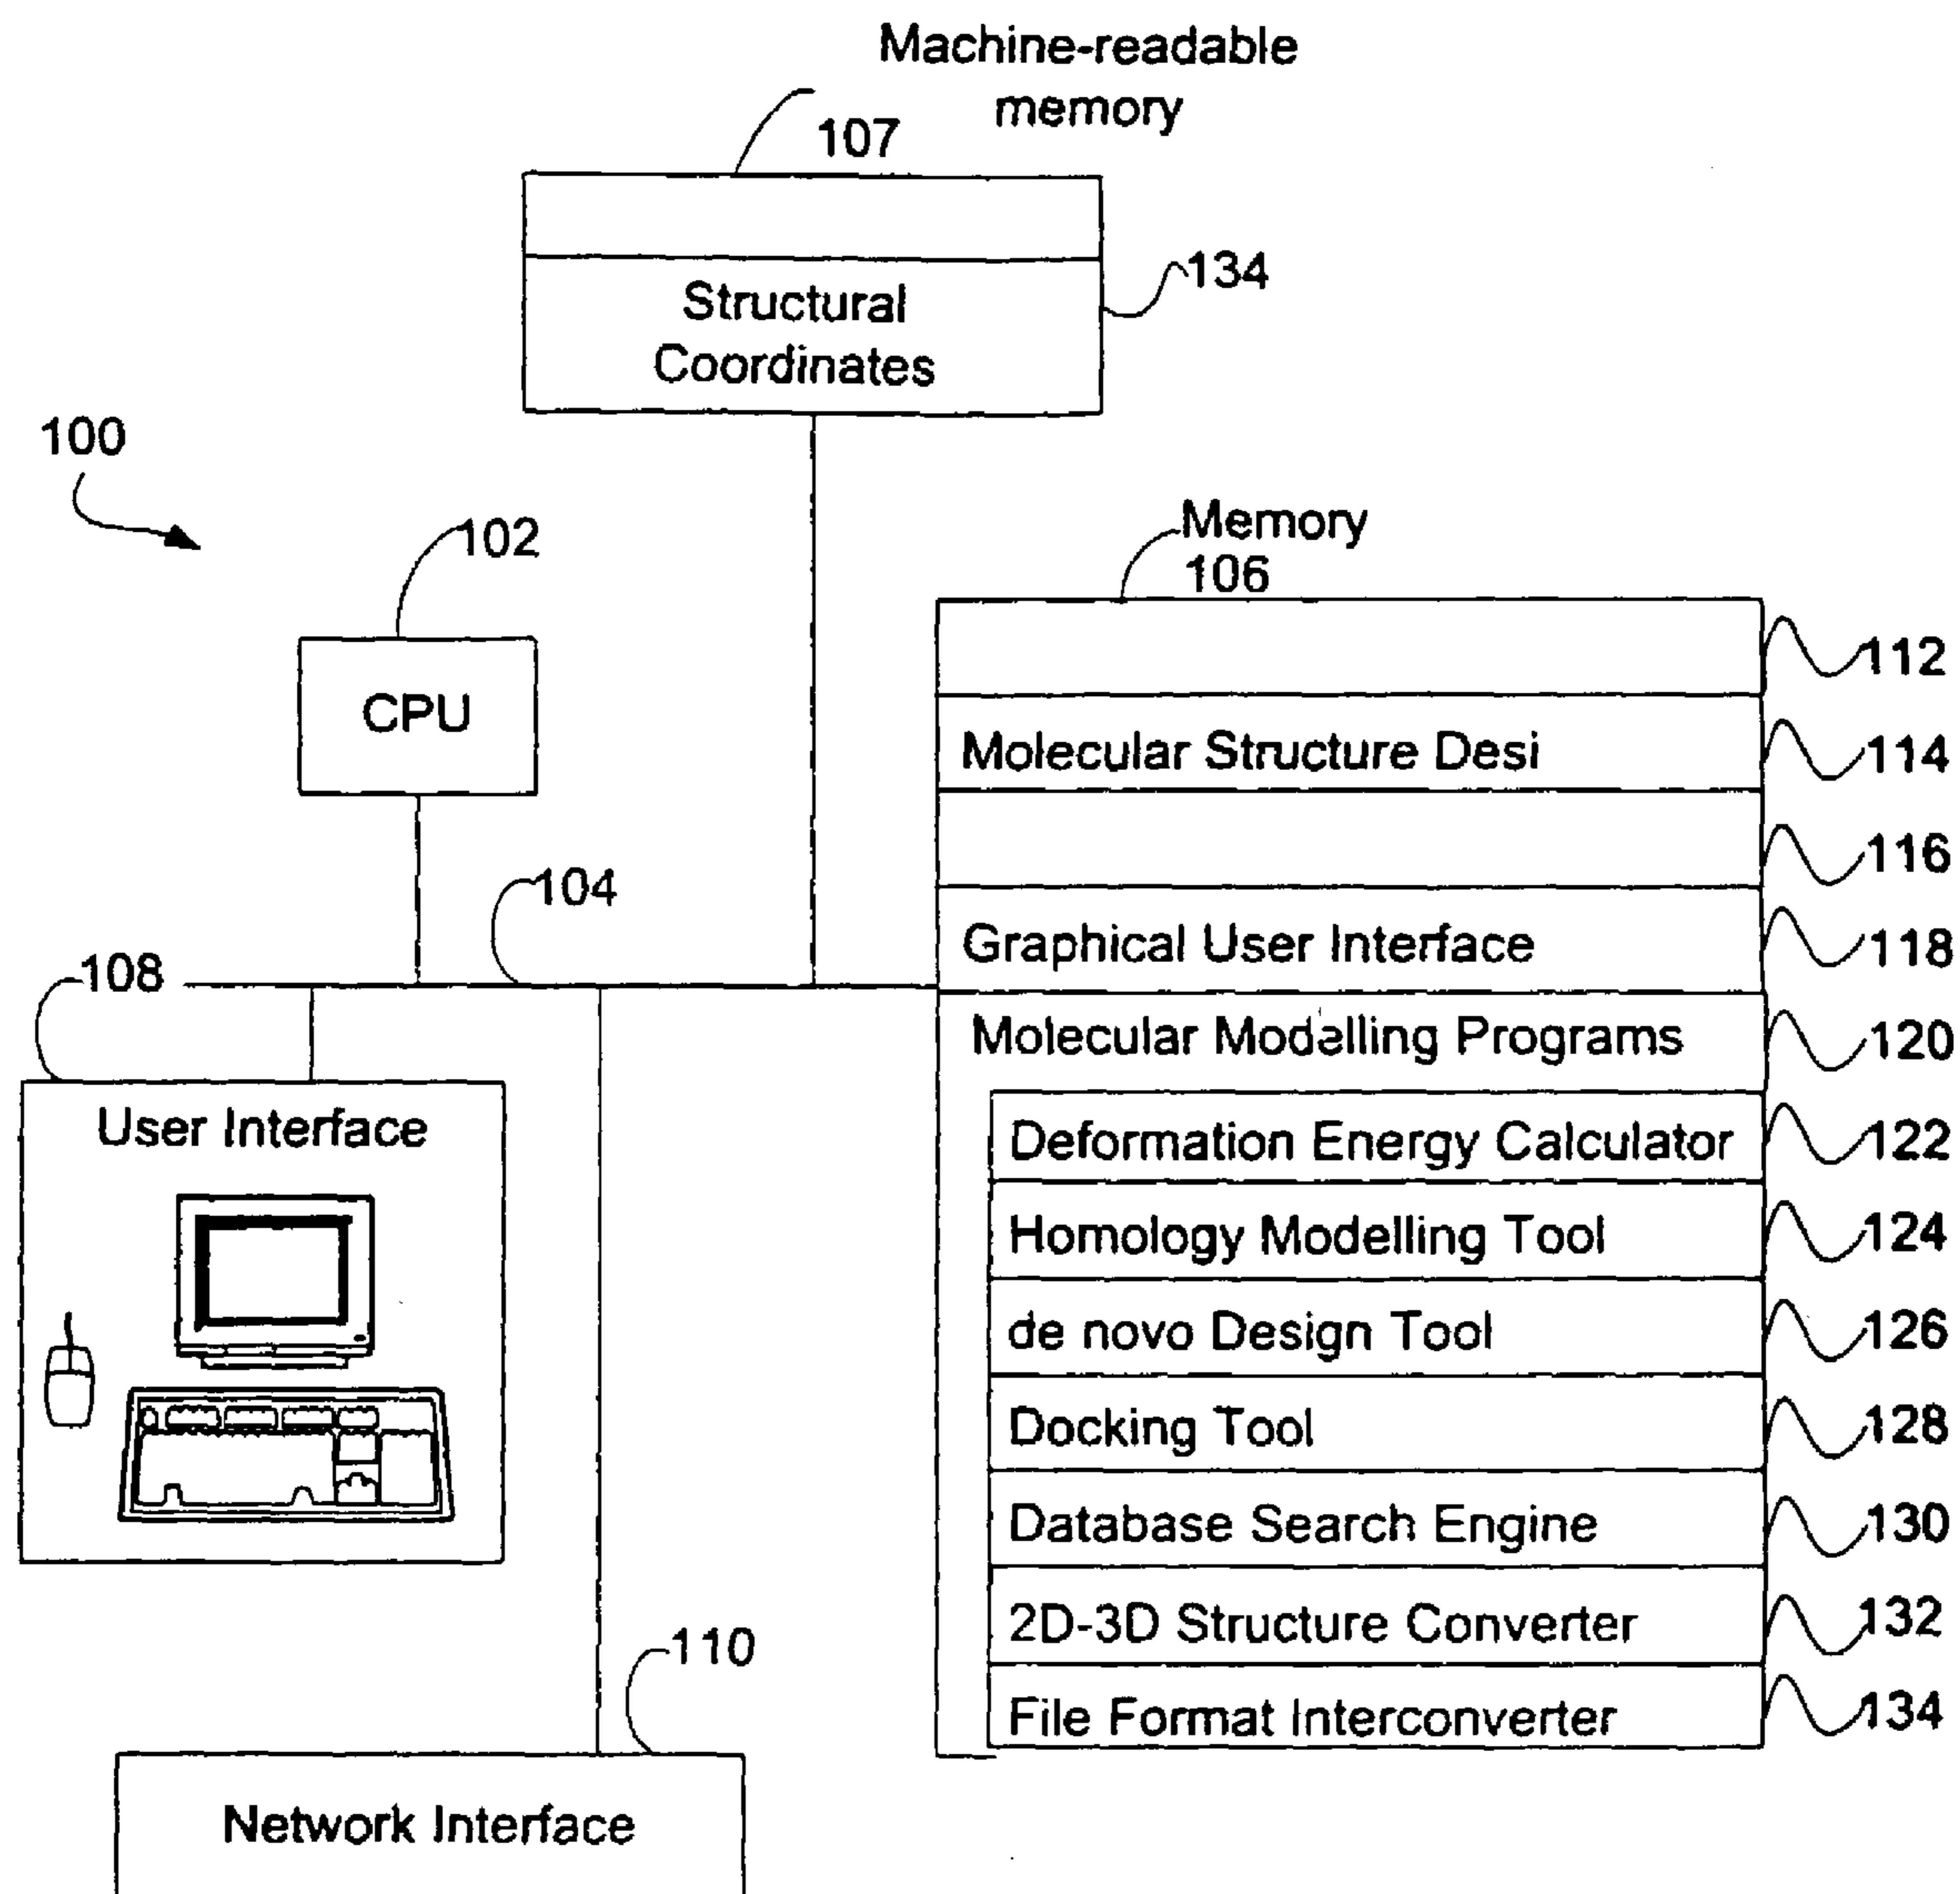 Machine-readable
memory
107
134
Structural
Coordinates
100
102
Memory
106
CPU
112
Molecular Structure Desi
114
116
104
Graphical User Interface
118
108
Molecular Modelling Programs
120
User Interface
Deformation Energy Calculator
122
Homology Modelling Tool
124
de novo Design Tool
126
Docking Tool
128
Database Search Engine
130
2D-3D Structure Converter
132
110
File Format Interconverter
134
Network Interface